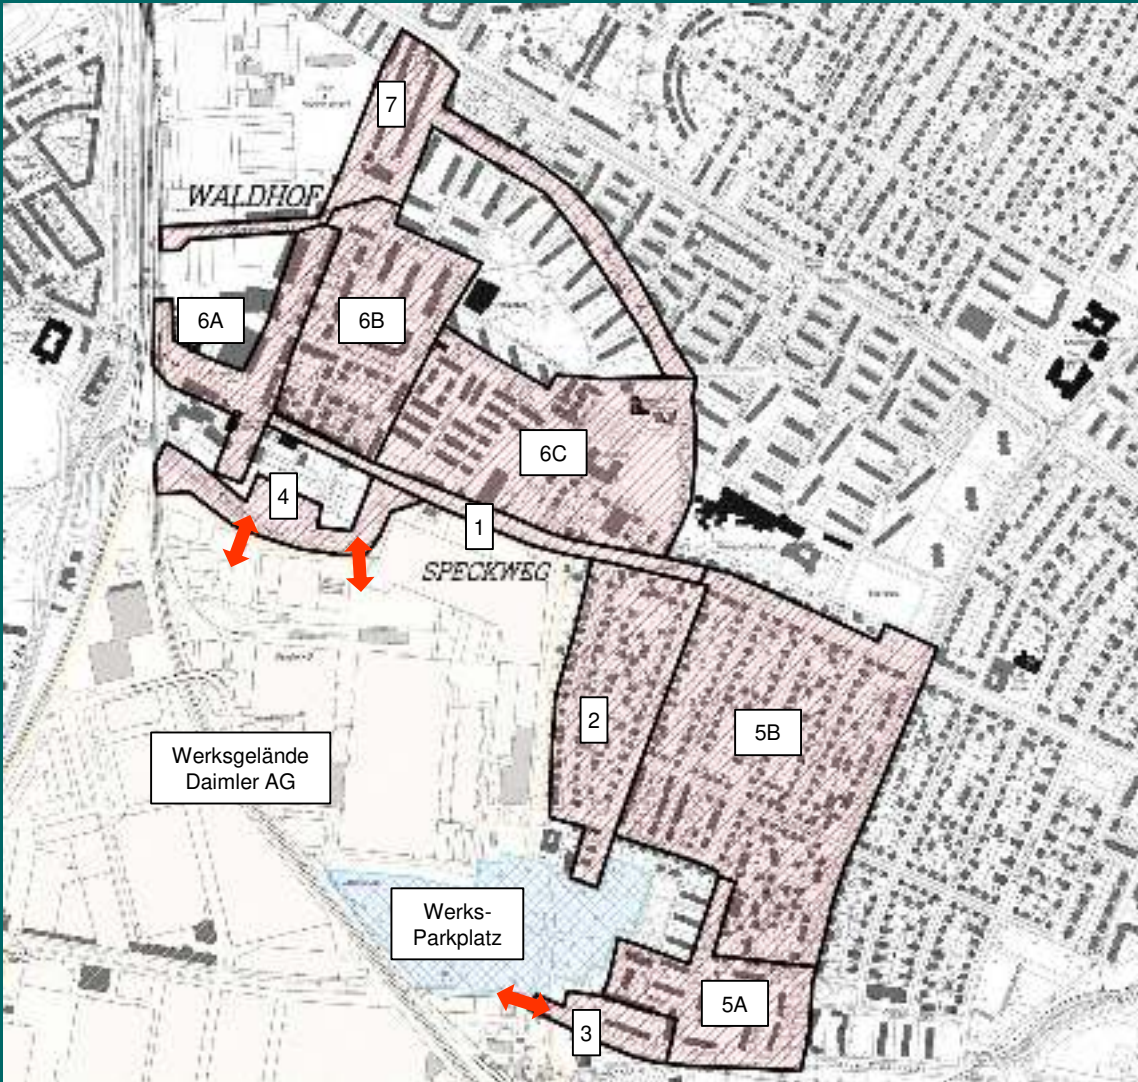 7
WALDHOF
6A
6B
6C
4
1
SPECKWEG
2
5B
Werksgelände
Daimler AG
Werks-
Parkplatz
5A
3